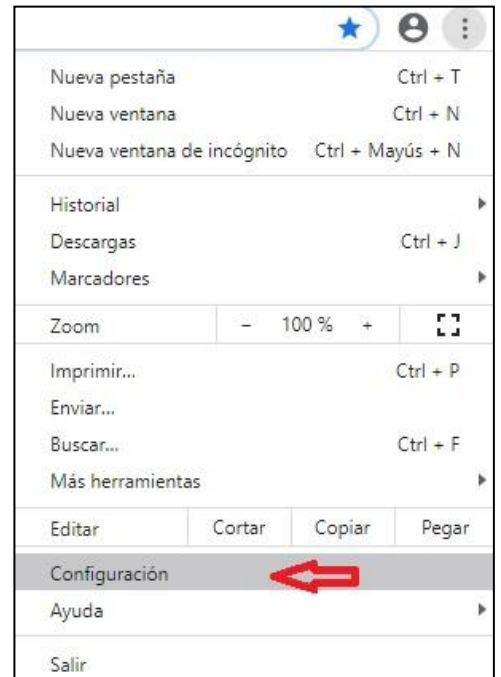 Nueva pestaña Ctrl + T
Nueva ventana Ctrl + N
Nueva ventana de incógnito Ctrl + Mayús + N
Historial
Descargas Ctrl + J
Marcadores
Zoom - 100 % +
Imprimir... Ctrl + P
Enviar...
Buscar... Ctrl + F
Más herramientas
Editar Cortar Copiar Pegar
Configuración
Ayuda
Salir